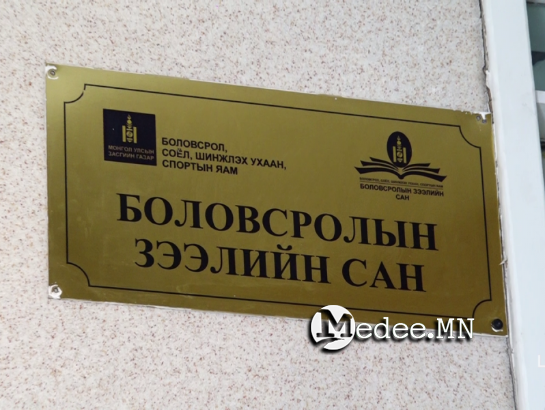 МОНГОЛ УЛСЫН
ЗАСГИЙН ГАЗАР
БОЛОВСРОЛ,
СОЁЛ, ШИНЖЛЭХ УХААН,
СПОРТЫН ЯАМ
БОЛОВСРОЛЫН ЗЭЭЛИЙН
САН
БОЛОВСРОЛЫН
ЗЭЭЛИЙН САН
Medee.MN